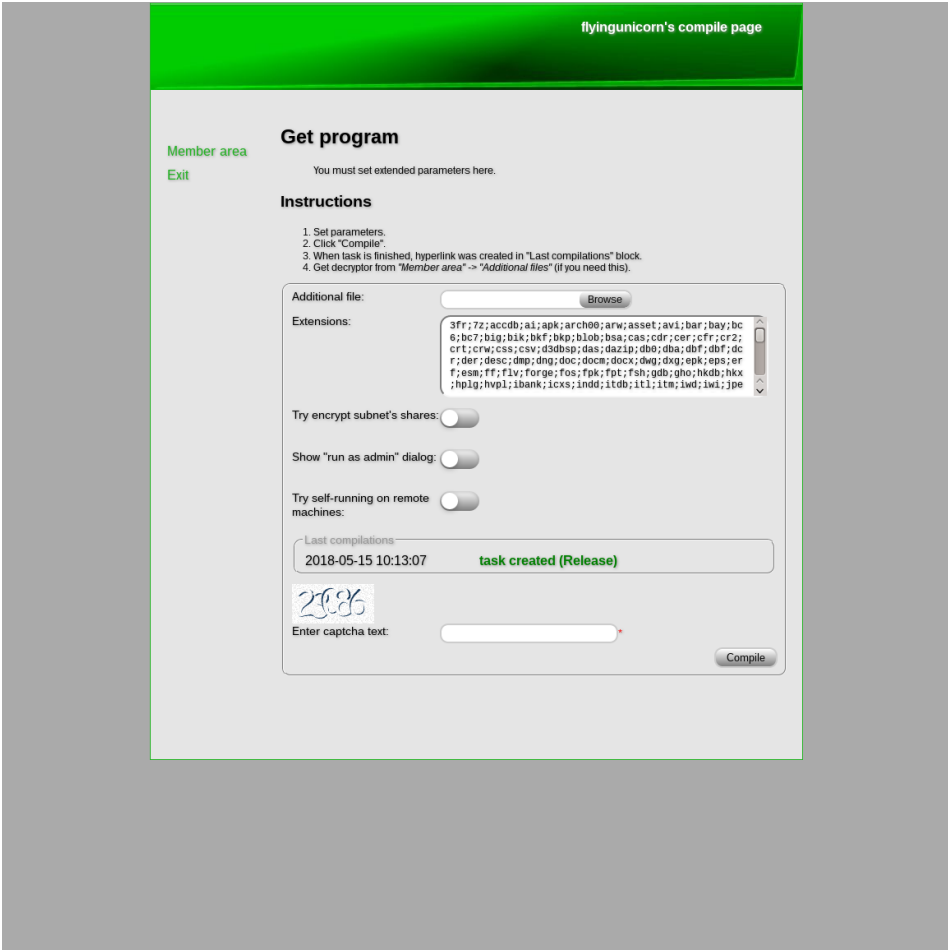 flyingunicorn's compile page
Member area
Exit
Get program
You must set extended parameters here.
Instructions
1. Set parameters.
2. Click "Compile".
3. When task is finished, hyperlink was created in "Last compilations" block.
4. Get decryptor from "Member area" -> "Additional files" (if you need this).
Additional file:
Browse
Extensions:
3fr;7z;accdb;ai;apk;arch00;arw;asset;avi;bar;bay;bc
6;bc7;big;bik;bkf;bkp;blob;bsa;cas;cdr;cer;cfr;cr2;
crt;crw;css;csv;d3dbsp;das;dazip;db0;dba;dbf;dbf;dc
r;der;desc;dmp;dng;doc;docm;docx;dwg;dxg;epk;eps;er
f;esm;ff;flv;forge;fos;fpk;fpt;fsh;gdb;gho;hkdb;hkx
;hplg;hvpl;ibank;icxs;indd;itdb;itl;itm;iwd;iwi;jpe
Try encrypt subnet's shares:
Show "run as admin" dialog:
Try self-running on remote
machines:
Last compilations
2018-05-15 10:13:07 task created (Release)
Enter captcha text: *
Compile